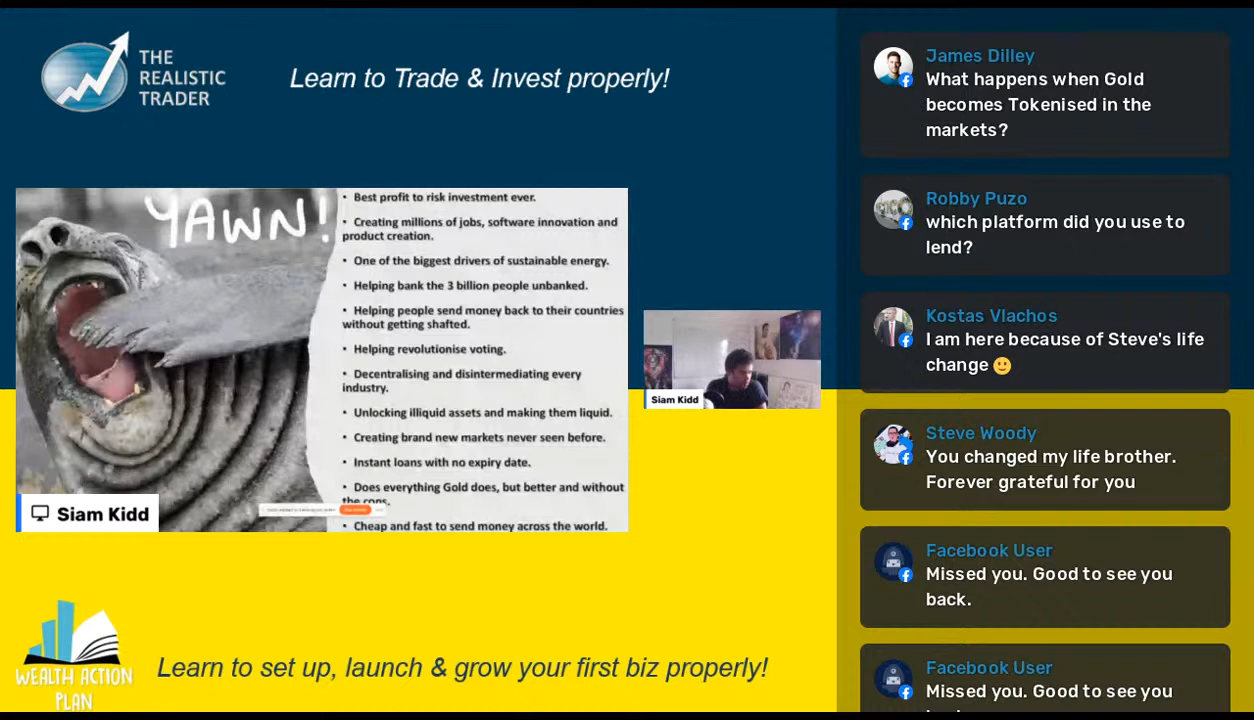 THE
REALISTIC
TRADER
Learn to Trade & Invest properly!
YAWN!
• Best profit to risk investment ever.
• Creating millions of jobs, software innovation and
product creation.
• One of the biggest drivers of sustainable energy.
• Helping bank the 3 billion people unbanked.
• Helping people send money back to their countries
without getting shafted.
• Helping revolutionise voting.
• Decentralising and disintermediating every
industry.
• Unlocking illiquid assets and making them liquid.
• Creating brand new markets never seen before.
• Instant loans with no expiry date.
• Does everything Gold does, but better and without
the cons.
• Cheap and fast to send money across the world.
Siam Kidd
Siam Kidd
WEALTH ACTION
PLAN
Learn to set up, launch & grow your first biz properly!
James Dilley
What happens when Gold
becomes Tokenised in the
markets?
Robby Puzo
which platform did you use to
lend?
Kostas Vlachos
I am here because of Steve's life
change 🙂
Steve Woody
You changed my life brother.
Forever grateful for you
Facebook User
Missed you. Good to see you
back.
Facebook User
Missed you. Good to see you